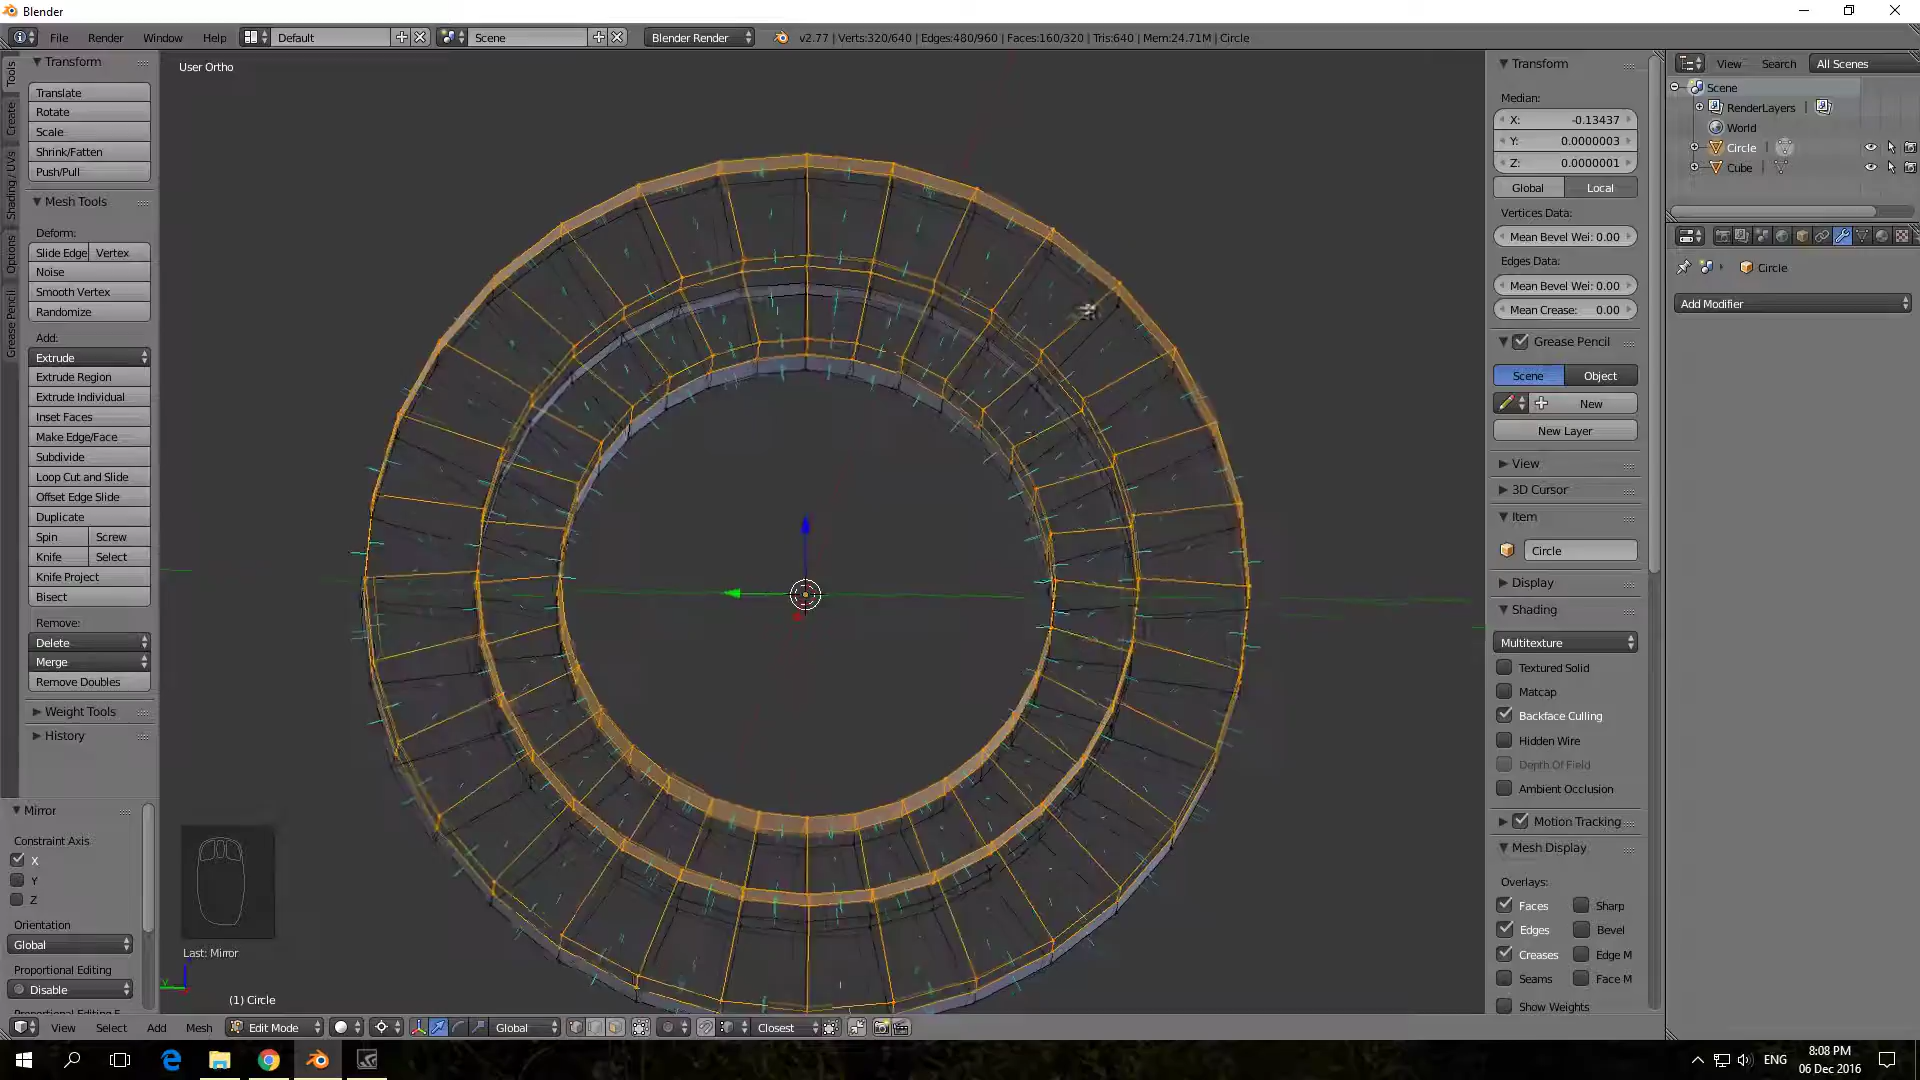 Blender
File Render Window Help Default Scene Blender Render v2.77 | Verts:320/640 | Edges:480/960 | Faces:160/320 | Tris:640 | Mem:24.71M | Circle
Tools
Create
Shading / UVs
Options
Grease Pencil
Transform
Translate
Rotate
Scale
Shrink/Fatten
Push/Pull
Mesh Tools
Deform:
Slide Edge Vertex
Noise
Smooth Vertex
Randomize
Add:
Extrude
Extrude Region
Extrude Individual
Inset Faces
Make Edge/Face
Subdivide
Loop Cut and Slide
Offset Edge Slide
Duplicate
Spin Screw
Knife Select
Knife Project
Bisect
Remove:
Delete
Merge
Remove Doubles
Weight Tools
History
Mirror
Constraint Axis
X
Y
Z
Orientation
Global
Proportional Editing
Disable
User Ortho
Last: Mirror
(1) Circle
View Select Add Mesh Edit Mode Global Closest
Transform
Median:
X: -0.13437
Y: 0.0000003
Z: 0.0000001
Global Local
Vertices Data:
Mean Bevel Wei: 0.00
Edges Data:
Mean Bevel Wei: 0.00
Mean Crease: 0.00
Grease Pencil
Scene Object
New
New Layer
View
3D Cursor
Item
Circle
Display
Shading
Multitexture
Textured Solid
Matcap
Backface Culling
Hidden Wire
Depth Of Field
Ambient Occlusion
Motion Tracking
Mesh Display
Overlays:
Faces Sharp
Edges Bevel
Creases Edge M
Seams Face M
Show Weights
View Search All Scenes
Scene
RenderLayers
World
Circle
Cube
Circle
Add Modifier
ENG
8:08 PM
06 Dec 2016